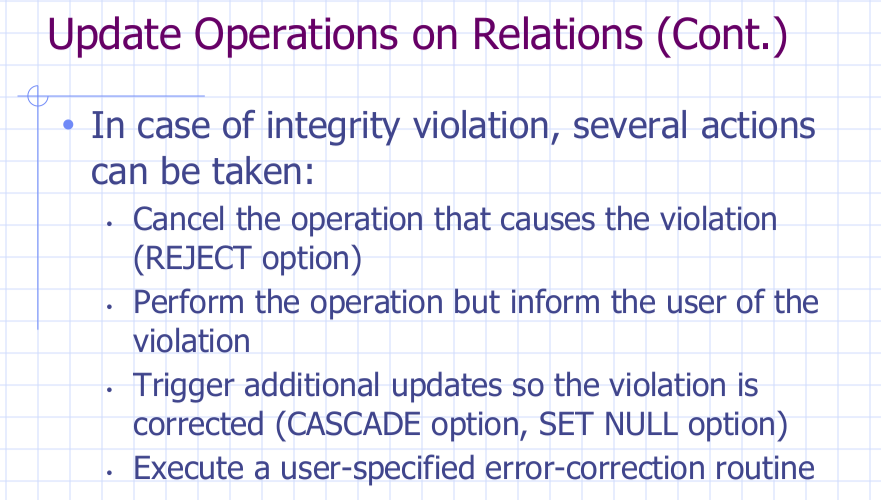 Update Operations on Relations (Cont.)
• In case of integrity violation, several actions
can be taken:
• Cancel the operation that causes the violation
(REJECT option)
• Perform the operation but inform the user of the
violation
• Trigger additional updates so the violation is
corrected (CASCADE option, SET NULL option)
• Execute a user-specified error-correction routine